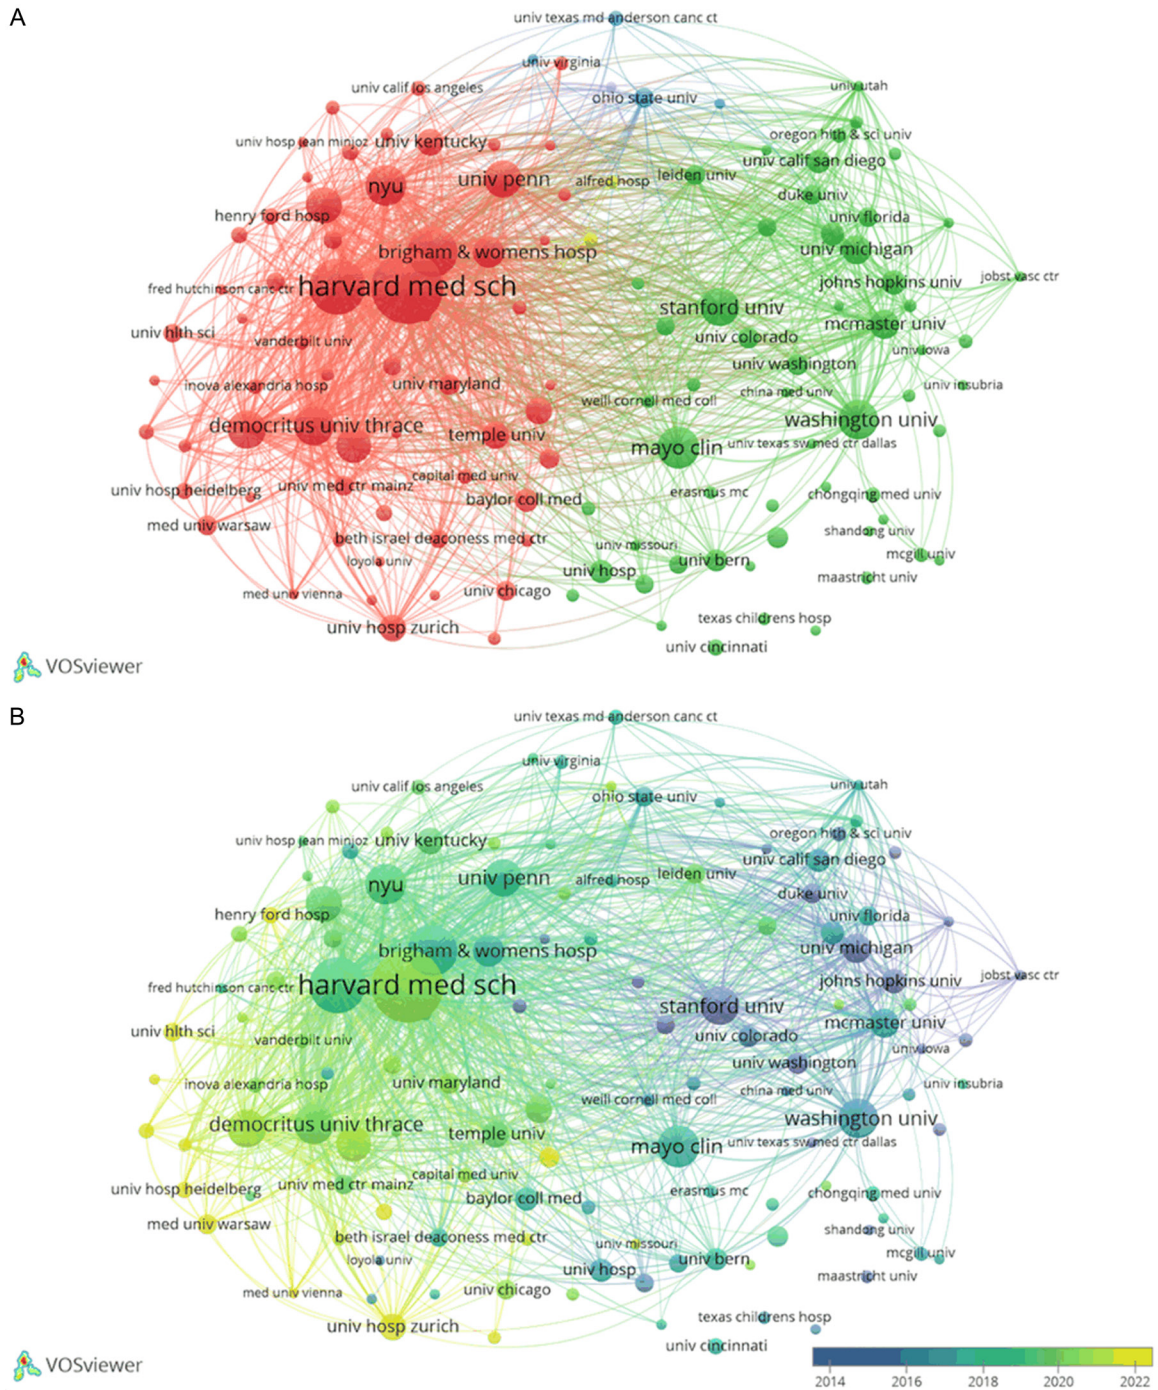 A
univ texas md anderson canc ct
univ virginia
univ calif los angeles
univ utah
ohio state univ
univ hosp jean minjoz
univ kentucky
oregon hlth & sci univ
univ calif san diego
nyu
univ penn
alfred hosp
leiden univ
duke univ
henry ford hosp
univ florida
brigham & womens hosp
univ michigan
fred hutchinson canc ctr
harvard med sch
johns hopkins univ
jobst vasc ctr
stanford univ
univ hlth sci
vanderbilt univ
univ colorado
mcmaster univ
univ iowa
univ washington
inova alexandria hosp
univ maryland
weill cornell med coll
china med univ
univ insubria
democritus univ thrace
temple univ
washington univ
mayo clin
univ texas sw med ctr dallas
capital med univ
univ hosp heidelberg
univ med ctr mainz
baylor coll med
erasmus mc
chongqing med univ
med univ warsaw
beth israel deaconess med ctr
shandong univ
loyola univ
univ missouri
univ hosp
univ bern
mcgill univ
maastricht univ
med univ vienna
univ chicago
univ hosp zurich
texas childrens hosp
univ cincinnati
VOSviewer
B
univ texas md anderson canc ct
univ virginia
univ calif los angeles
univ utah
ohio state univ
univ hosp jean minjoz
univ kentucky
oregon hlth & sci univ
univ calif san diego
nyu
univ penn
alfred hosp
leiden univ
duke univ
henry ford hosp
univ florida
brigham & womens hosp
univ michigan
fred hutchinson canc ctr
harvard med sch
johns hopkins univ
jobst vasc ctr
stanford univ
univ hlth sci
vanderbilt univ
univ colorado
mcmaster univ
univ iowa
univ washington
inova alexandria hosp
univ maryland
weill cornell med coll
china med univ
univ insubria
democritus univ thrace
temple univ
washington univ
mayo clin
univ texas sw med ctr dallas
capital med univ
univ hosp heidelberg
univ med ctr mainz
baylor coll med
erasmus mc
chongqing med univ
med univ warsaw
beth israel deaconess med ctr
shandong univ
loyola univ
univ missouri
univ hosp
univ bern
mcgill univ
maastricht univ
med univ vienna
univ chicago
univ hosp zurich
texas childrens hosp
univ cincinnati
VOSviewer
2014 2016 2018 2020 2022